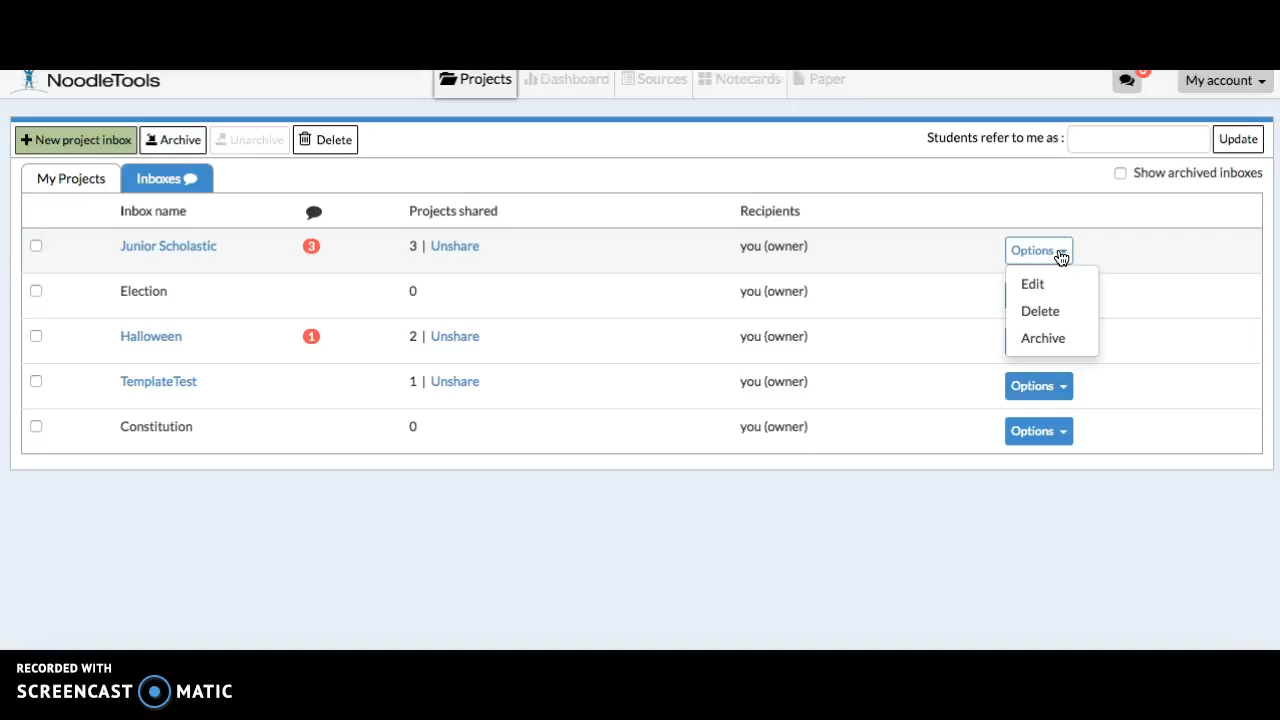 NoodleTools Projects Dashboard Sources Notecards Paper My account
New project inbox Archive Unarchive Delete Students refer to me as : Update
My Projects Inboxes Show archived inboxes
Inbox name Projects shared Recipients
Junior Scholastic 3 3 | Unshare you (owner) Options
Edit
Election 0 you (owner)
Delete
Halloween 1 2 | Unshare you (owner)
Archive
TemplateTest 1 | Unshare you (owner) Options
Constitution 0 you (owner) Options
RECORDED WITH
SCREENCAST MATIC